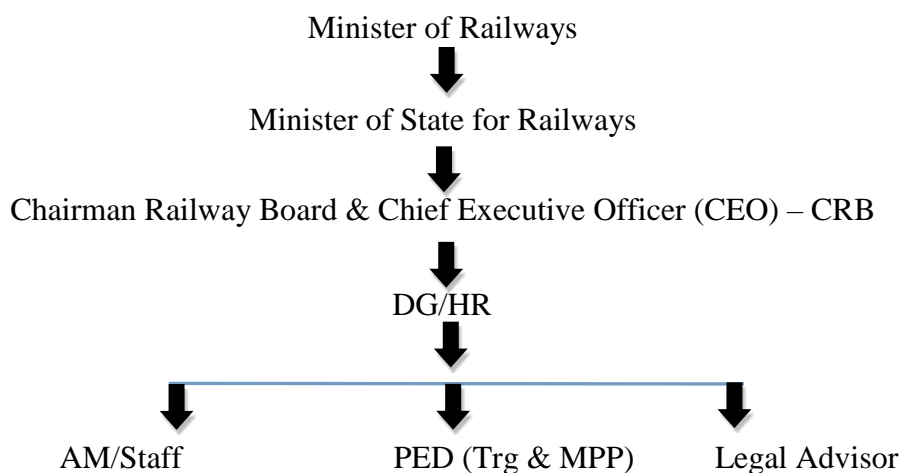 Minister of Railways
Minister of State for Railways
Chairman Railway Board & Chief Executive Officer (CEO) – CRB
DG/HR
AM/Staff PED (Trg & MPP) Legal Advisor